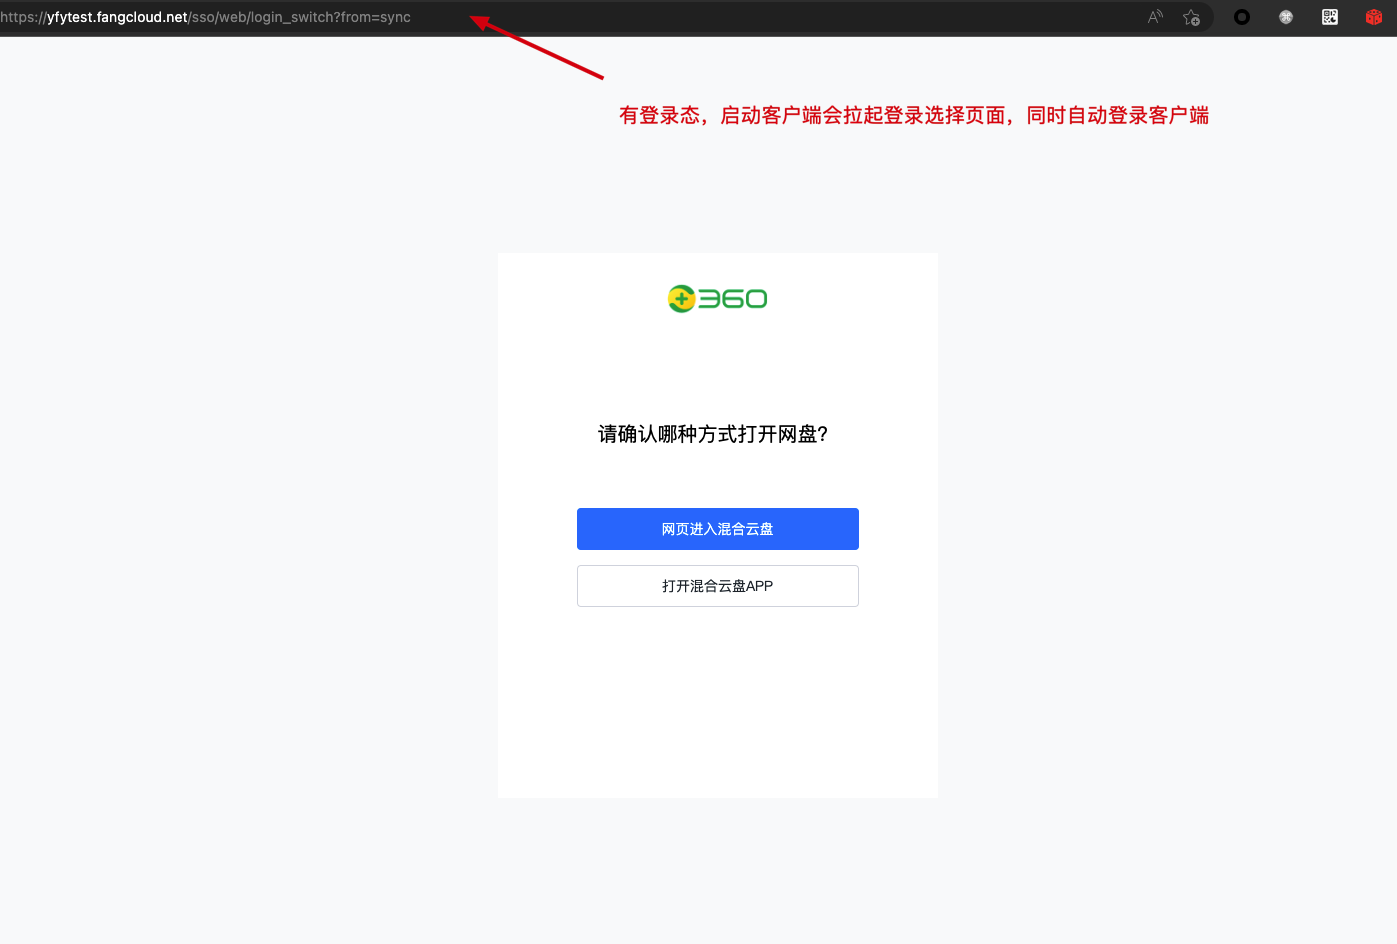 https://yfytest.fangcloud.net/sso/web/login_switch?from=sync
有登录态，启动客户端会拉起登录选择页面，同时自动登录客户端
360
请确认哪种方式打开网盘？
网页进入混合云盘
打开混合云盘APP